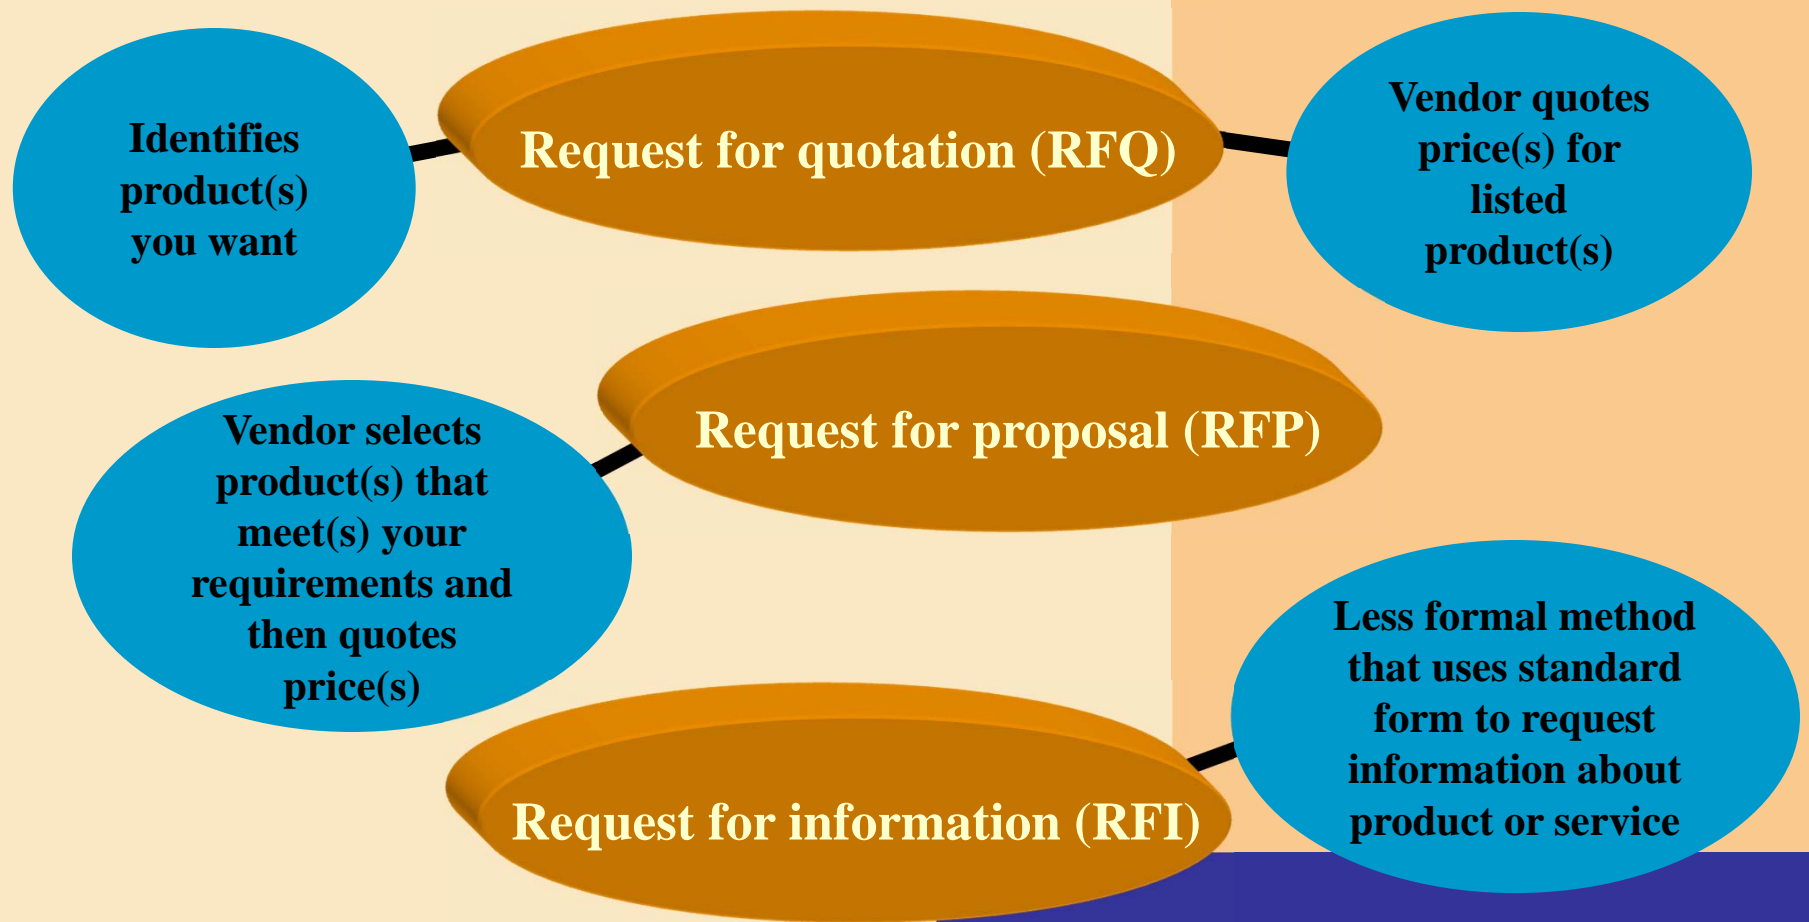 Identifies
product(s)
you want
Request for quotation (RFQ)
Vendor quotes
price(s) for
listed
product(s)
Request for proposal (RFP)
Vendor selects
product(s) that
meet(s) your
requirements and
then quotes
price(s)
Request for information (RFI)
Less formal method
that uses standard
form to request
information about
product or service